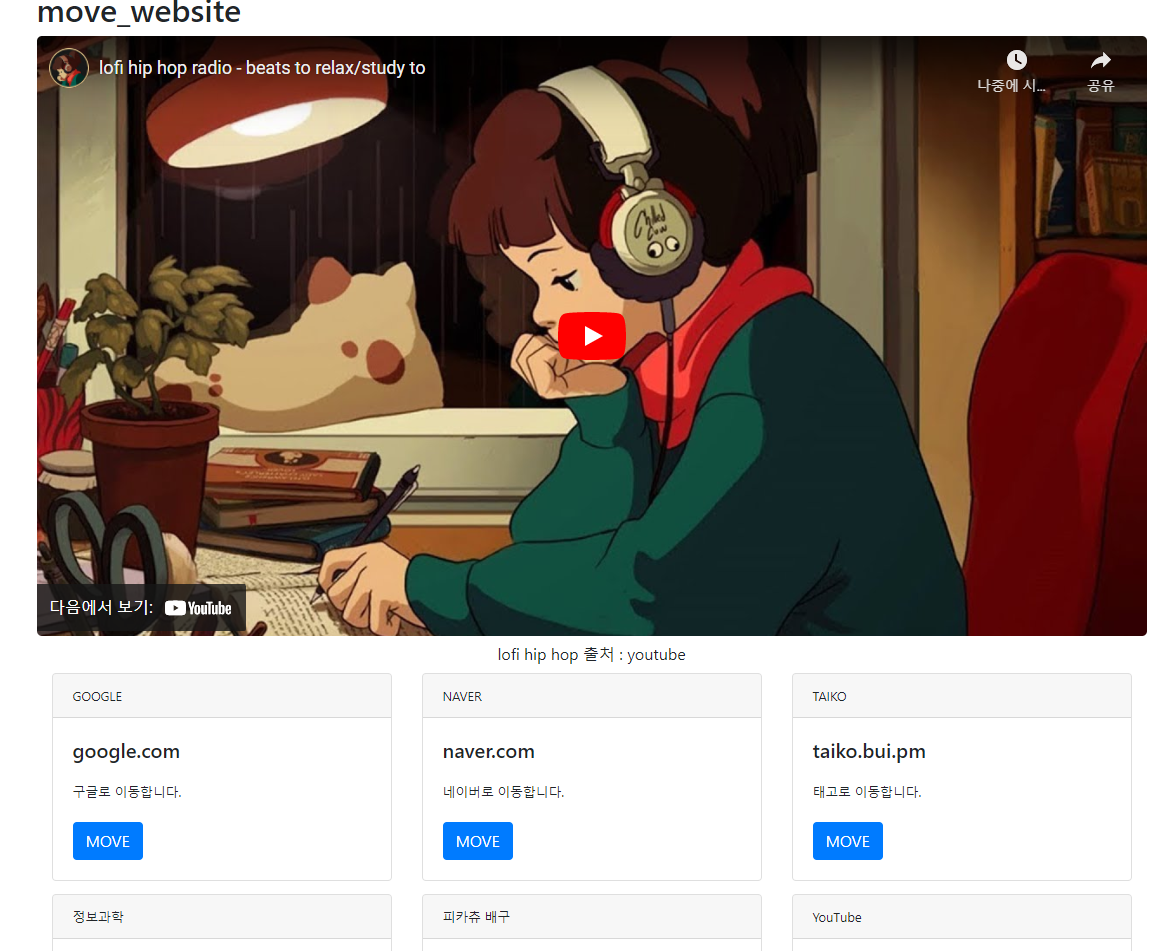 move_website
lofi hip hop radio - beats to relax/study to
나중에 시...
공유
Chilled
Cow
다음에서 보기: YouTube
lofi hip hop 출처 : youtube
GOOGLE
google.com
구글로 이동합니다.
MOVE
NAVER
naver.com
네이버로 이동합니다.
MOVE
TAIKO
taiko.bui.pm
태고로 이동합니다.
MOVE
정보과학
피카츄 배구
YouTube